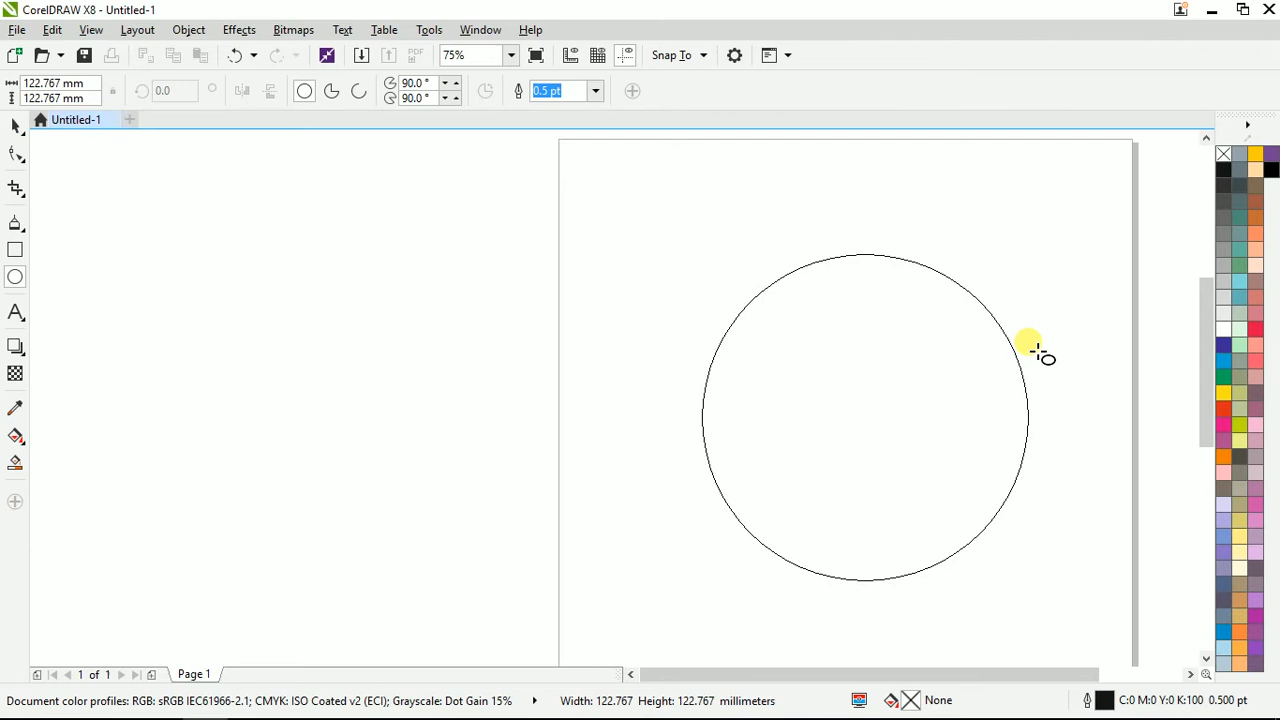 CorelDRAW X8 - Untitled-1
File Edit View Layout Object Effects Bitmaps Text Table Tools Window Help
PDF 75% Snap To
122.767 mm
122.767 mm
0.0
90.0 °
90.0 °
0.5 pt
Untitled-1
1 of 1 Page 1
Document color profiles: RGB: sRGB IEC61966-2.1; CMYK: ISO Coated v2 (ECI); Grayscale: Dot Gain 15% Width: 122.767 Height: 122.767 millimeters None C:0 M:0 Y:0 K:100 0.500 pt